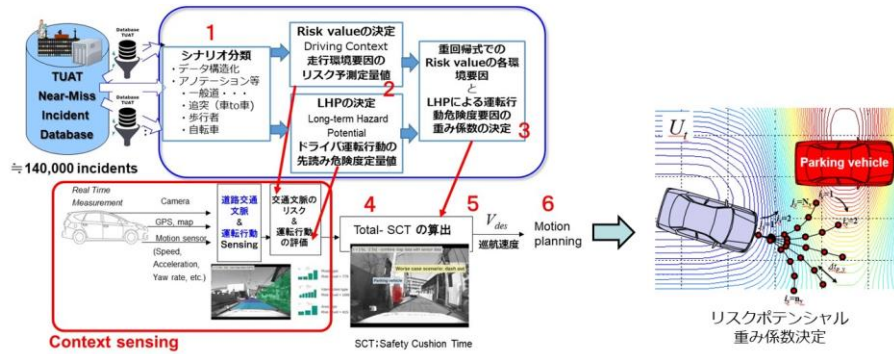 Database
TUAT
TUAT
Near-Miss
Incident
Database
Database
TUAT
≒140,000 incidents
1
シナリオ分類
・データ構造化
・アノテーション等
・一般道・・・
・追突（車to車）
・歩行者
・自転車
Risk valueの決定
Driving Context
走行環境要因の
リスク予測定量値
2
LHPの決定
Long-term Hazard
Potential
ドライバ運転行動の
先読み危険度定量値
重回帰式での
Risk valueの各環
境要因
と
LHPによる運転行
動危険度要因の
重み係数の決定
3
Real Time
Measurement
Camera
GPS, map
Motion sensor
(Speed,
Acceleration,
Yaw rate, etc.)
道路交通
文脈
&
運転行動
Sensing
交通文脈の
リスク
&
運転行動
の評価
Context sensing
4
Total- SCT の算出
Worse case scenario: dash out
Parking vehicle
SCT：Safety Cushion Time
5
Vdes
巡航速度
6
Motion
planning
Ut
Parking vehicle
リスクポテンシャル
重み係数決定